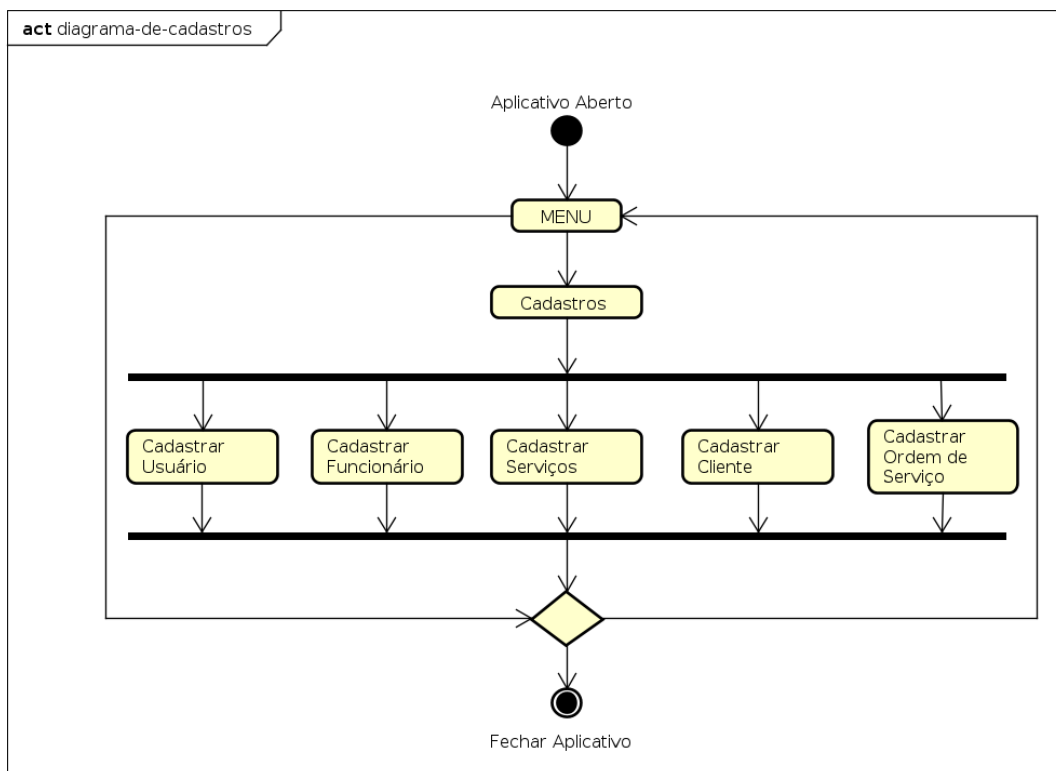 act diagrama-de-cadastros
Aplicativo Aberto
MENU
Cadastros
Cadastrar
Usuário
Cadastrar
Funcionário
Cadastrar
Serviços
Cadastrar
Cliente
Cadastrar
Ordem de
Serviço
Fechar Aplicativo